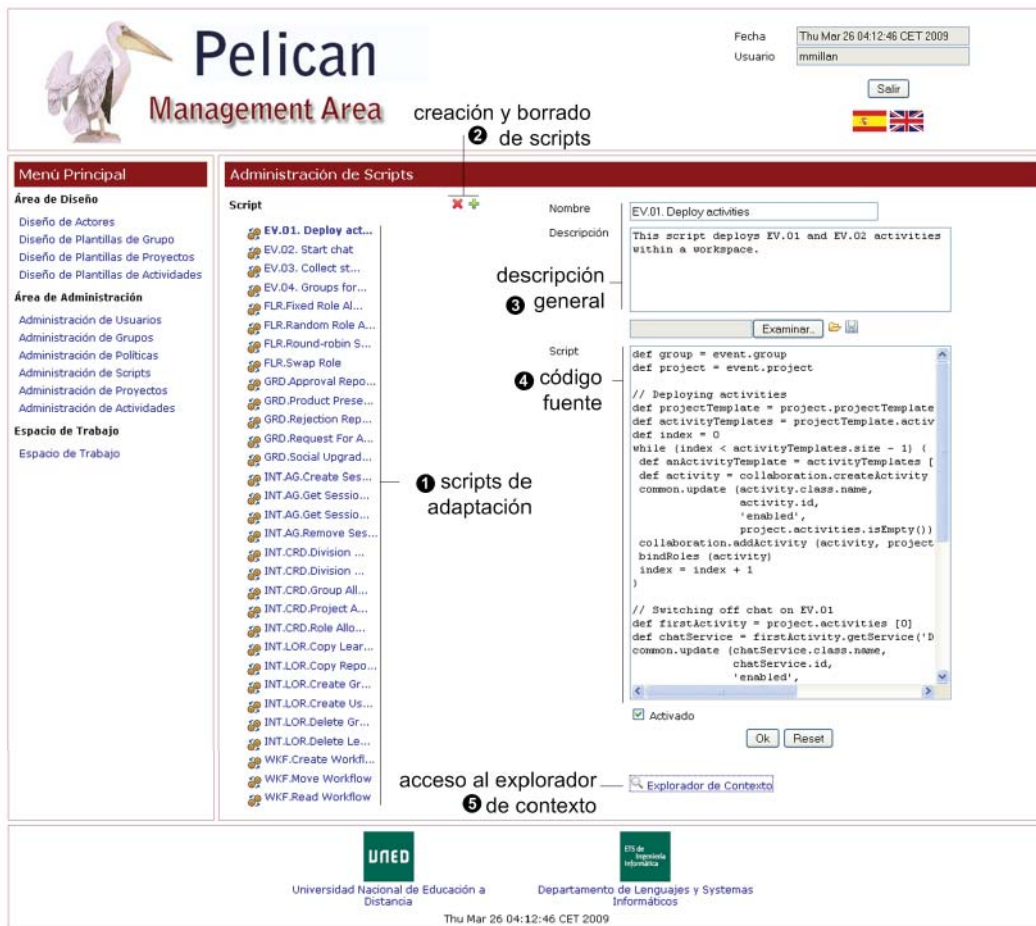 Pelican
Management Area
Fecha Thu Mar 26 04:12:46 CET 2009
Usuario mmillan
Salir
creación y borrado
2 de scripts
Menú Principal
Área de Diseño
Diseño de Actores
Diseño de Plantillas de Grupo
Diseño de Plantillas de Proyectos
Diseño de Plantillas de Actividades
Área de Administración
Administración de Usuarios
Administración de Grupos
Administración de Políticas
Administración de Scripts
Administración de Proyectos
Administración de Actividades
Espacio de Trabajo
Espacio de Trabajo
Administración de Scripts
Script
EV.01. Deploy act...
EV.02. Start chat
EV.03. Collect st...
EV.04. Groups for...
FLR.Fixed Role Al...
FLR.Random Role A...
FLR.Round-robin S...
FLR.Swap Role
GRD.Approval Repo...
GRD.Product Prese...
GRD.Rejection Rep...
GRD.Request For A...
GRD.Social Upgrad...
INT.AG.Create Ses...
INT.AG.Get Sessio...
INT.AG.Get Sessio...
INT.AG.Remove Ses...
INT.CRD.Division ...
INT.CRD.Division ...
INT.CRD.Group All...
INT.CRD.Project A...
INT.CRD.Role Allo...
INT.LOR.Copy Lear...
INT.LOR.Copy Repo...
INT.LOR.Create Gr...
INT.LOR.Create Us...
INT.LOR.Delete Gr...
INT.LOR.Delete Le...
WKF.Create Workfl...
WKF.Move Workflow
WKF.Read Workflow
1 scripts de
adaptación
Nombre EV.01. Deploy activities
Descripción
This script deploys EV.01 and EV.02 activities
within a workspace.
descripción
3 general
Examinar...
Script
4 código
fuente
def group = event.group
def project = event.project
// Deploying activities
def projectTemplate = project.projectTemplate
def activityTemplates = projectTemplate.activ
def index = 0
while (index < activityTemplates.size - 1) {
def anActivityTemplate = activityTemplates [
def activity = collaboration.createActivity
common.update (activity.class.name,
activity.id,
'enabled',
project.activities.isEmpty())
collaboration.addActivity (activity, project
bindRoles (activity)
index = index + 1
}
// Switching off chat on EV.01
def firstActivity = project.activities [0]
def chatService = firstActivity.getService('D
common.update (chatService.class.name,
chatService.id,
'enabled',
Activado
Ok Reset
acceso al explorador
5 de contexto
Explorador de Contexto
UNED
ETS de
Ingeniería
Informática
Universidad Nacional de Educación a
Distancia
Departamento de Lenguajes y Systemas
Informáticos
Thu Mar 26 04:12:46 CET 2009